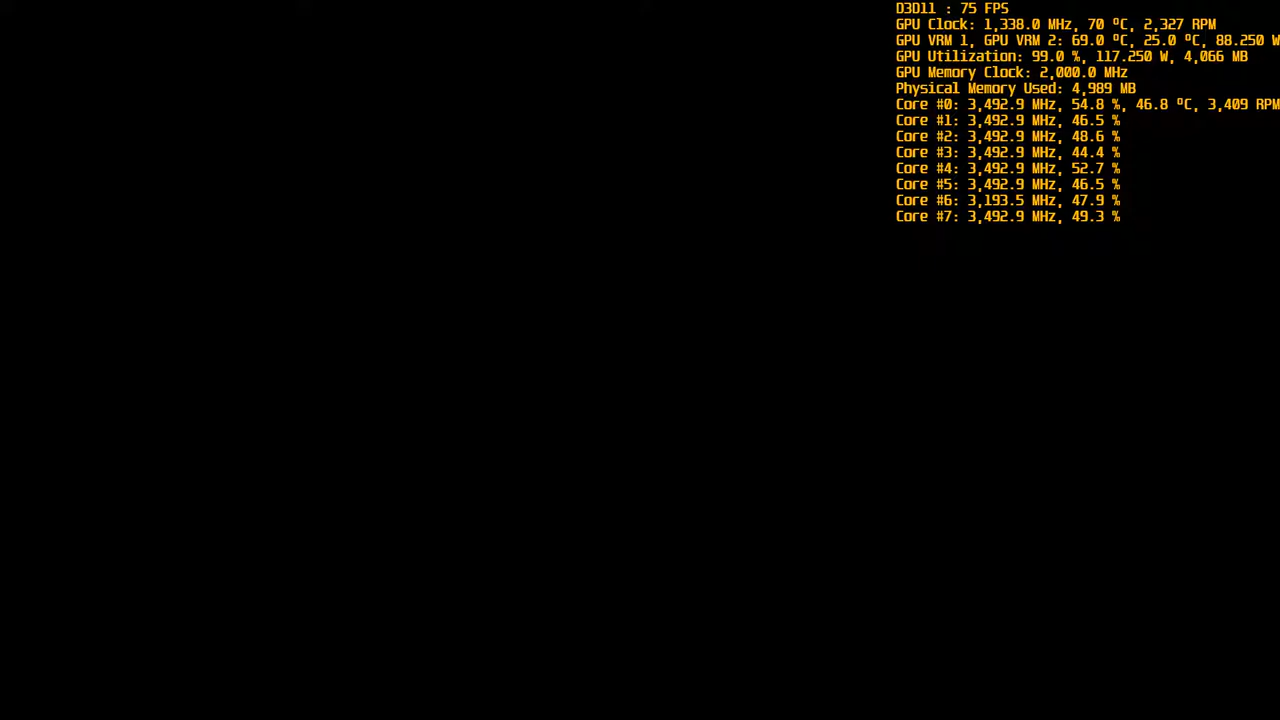 D3D11 : 75 FPS
GPU Clock: 1,338.0 MHz, 70 ºC, 2,327 RPM
GPU VRM 1, GPU VRM 2: 69.0 ºC, 25.0 ºC, 88.250 W
GPU Utilization: 99.0 %, 117.250 W, 4,066 MB
GPU Memory Clock: 2,000.0 MHz
Physical Memory Used: 4,989 MB
Core #0: 3,492.9 MHz, 54.8 %, 46.8 ºC, 3,409 RPM
Core #1: 3,492.9 MHz, 46.5 %
Core #2: 3,492.9 MHz, 48.6 %
Core #3: 3,492.9 MHz, 44.4 %
Core #4: 3,492.9 MHz, 52.7 %
Core #5: 3,492.9 MHz, 46.5 %
Core #6: 3,193.5 MHz, 47.9 %
Core #7: 3,492.9 MHz, 49.3 %